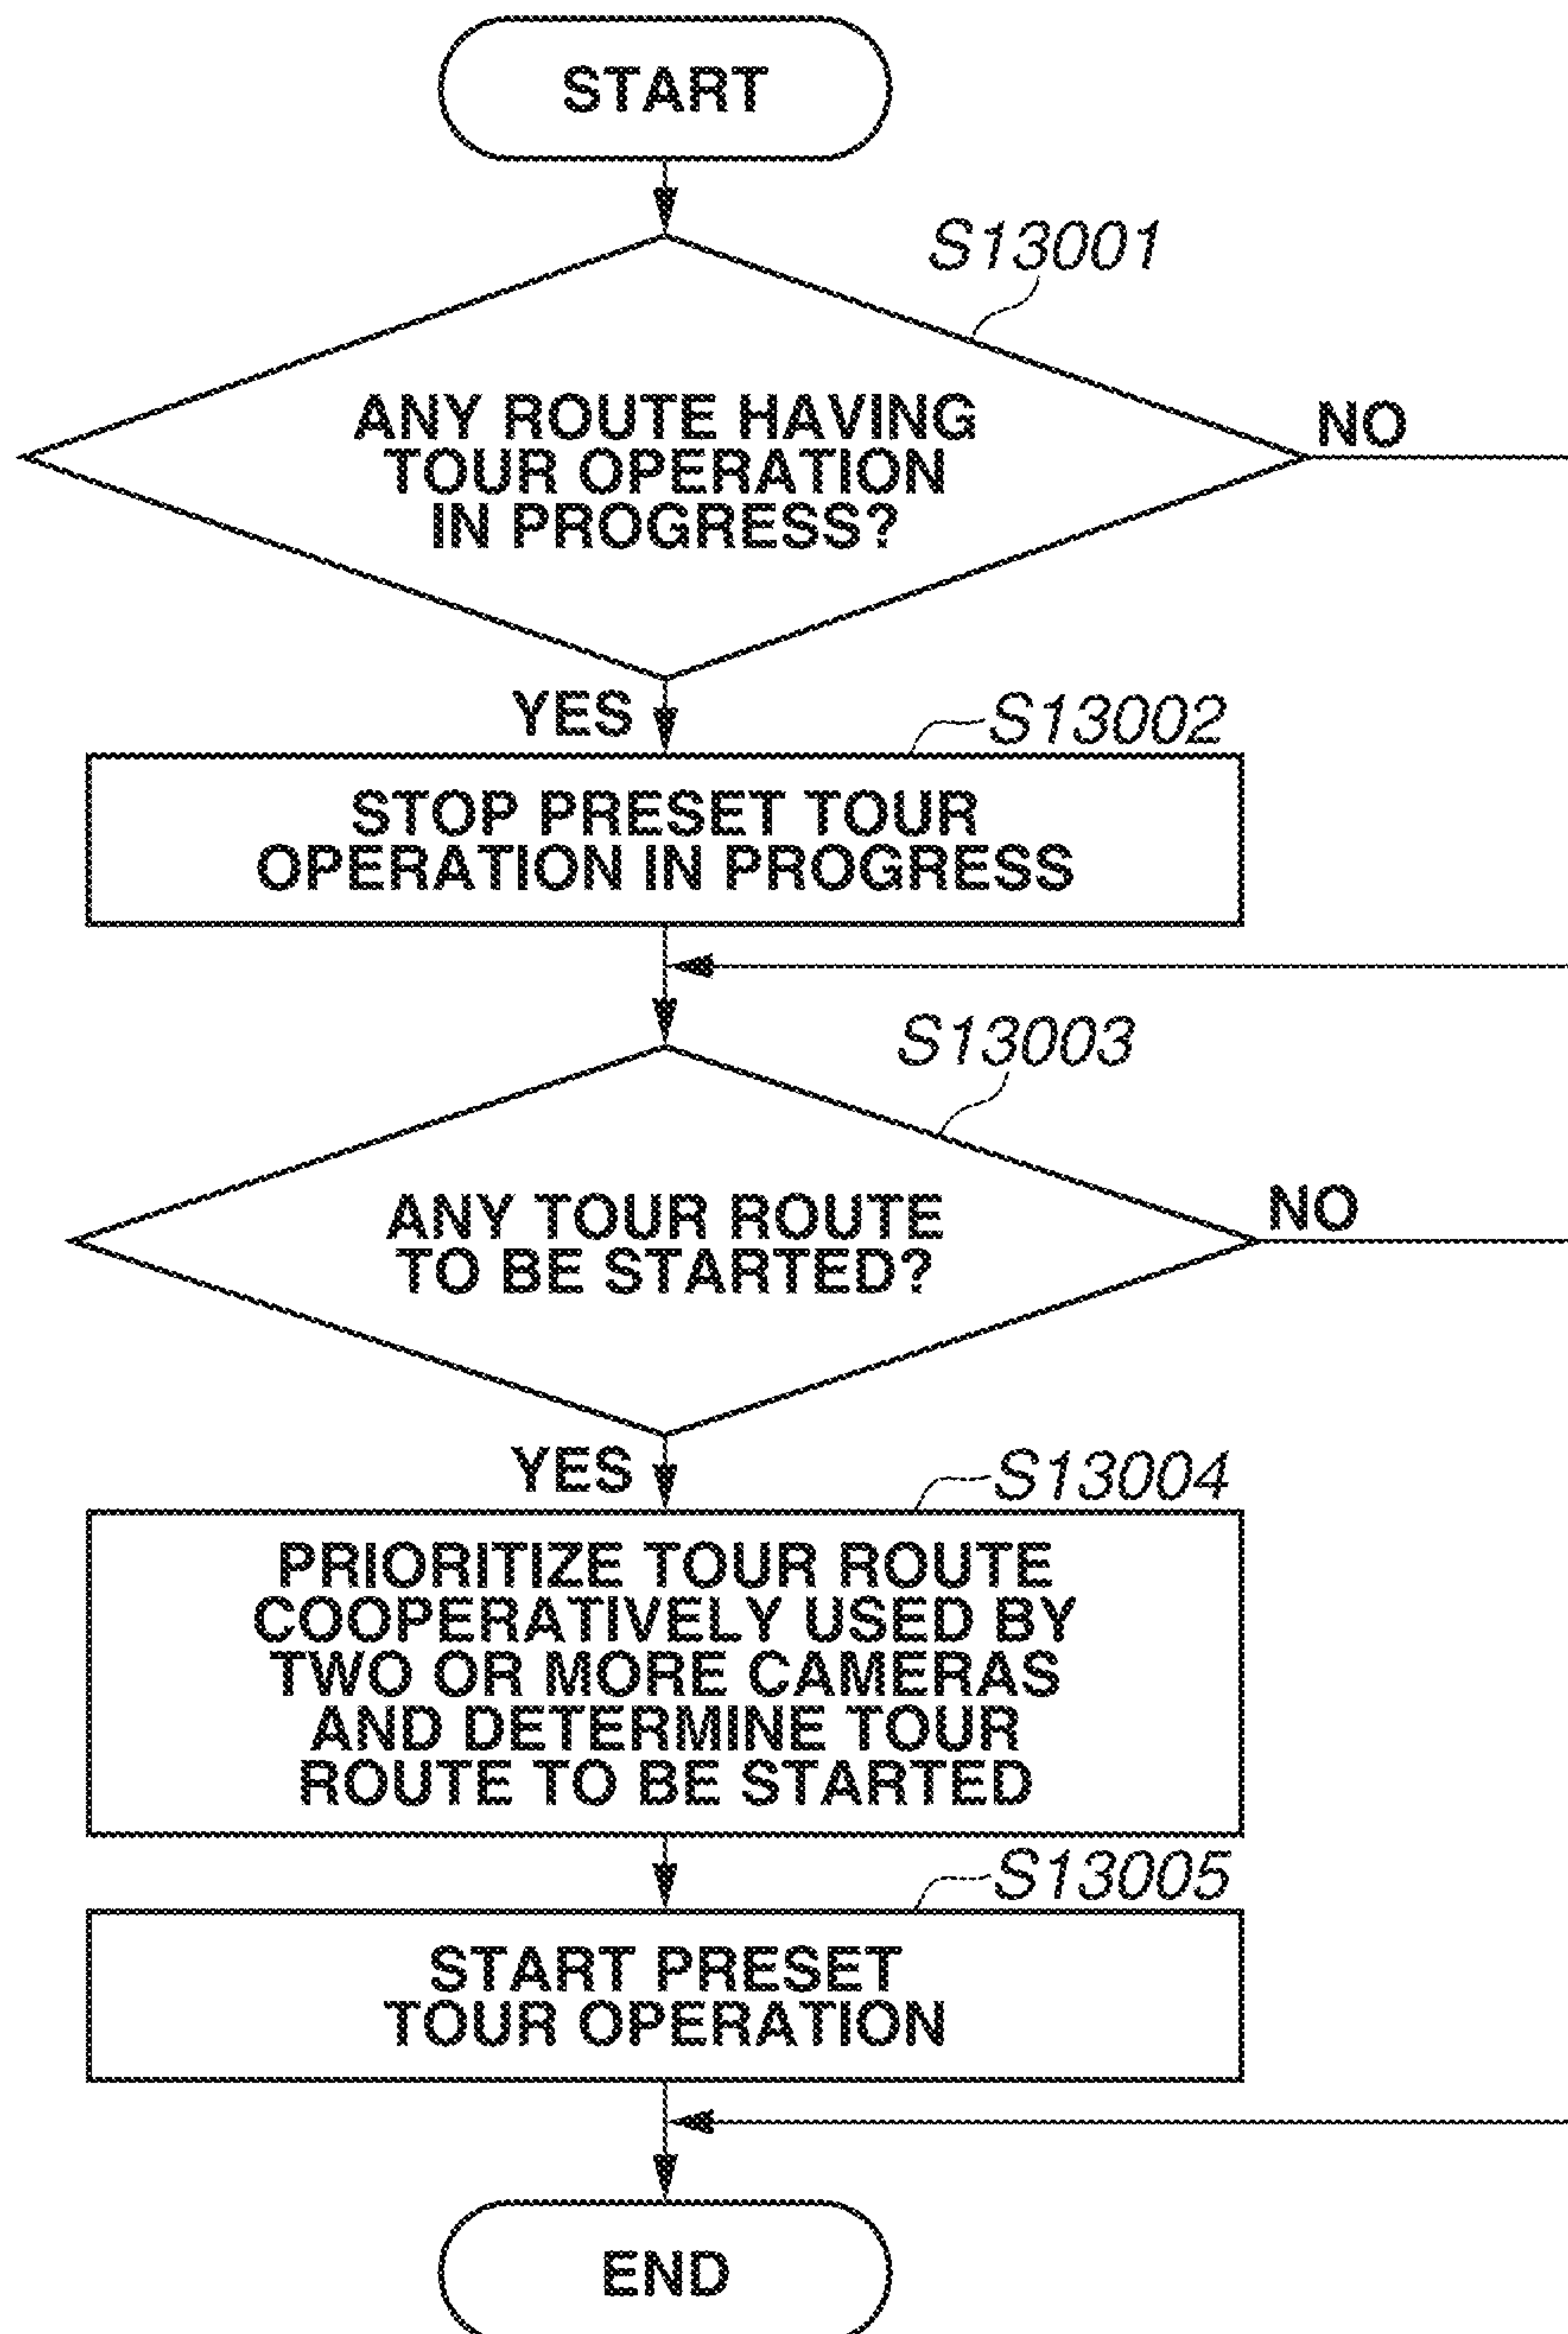 START
S13001
ANY ROUTE HAVING
TOUR OPERATION
IN PROGRESS?
NO
YES
S13002
STOP PRESET TOUR
OPERATION IN PROGRESS
S13003
ANY TOUR ROUTE
TO BE STARTED?
NO
YES
S13004
PRIORITIZE TOUR ROUTE
COOPERATIVELY USED BY
TWO OR MORE CAMERAS
AND DETERMINE TOUR
ROUTE TO BE STARTED
S13005
START PRESET
TOUR OPERATION
END